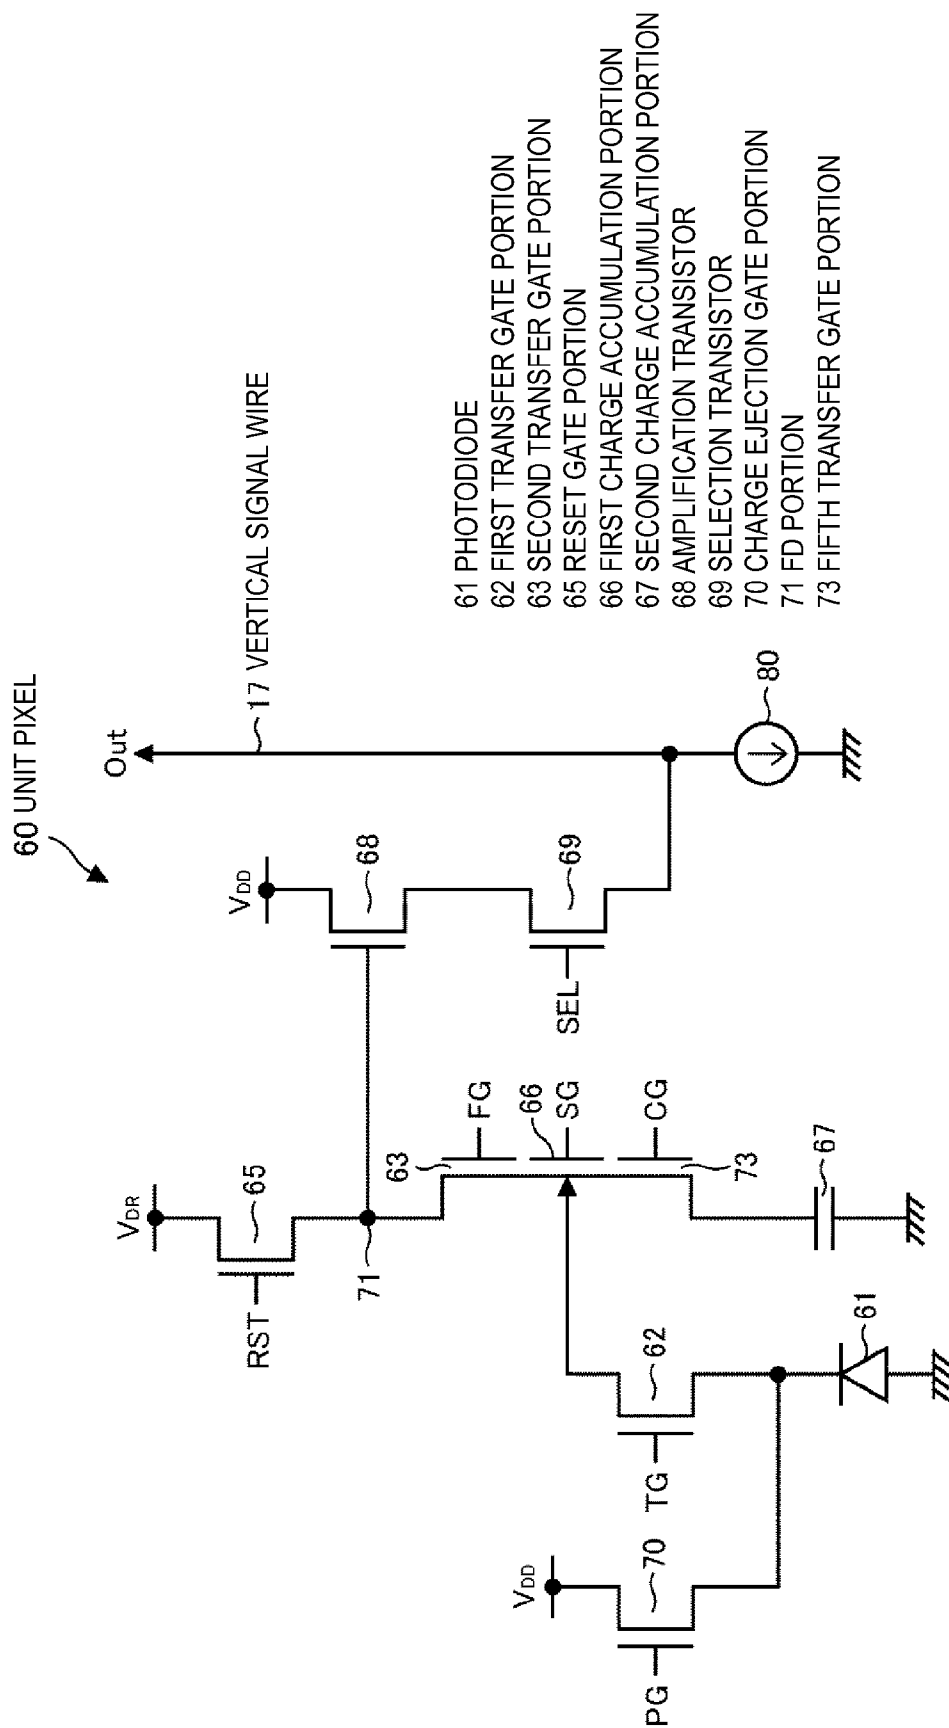 60 UNIT PIXEL
Out
17 VERTICAL SIGNAL WIRE
VDR
VDD
65
68
RST
71
63
FG
66
SG
CG
73
SEL
69
67
VDD
70
PG
62
TG
61
80
61 PHOTODIODE
62 FIRST TRANSFER GATE PORTION
63 SECOND TRANSFER GATE PORTION
65 RESET GATE PORTION
66 FIRST CHARGE ACCUMULATION PORTION
67 SECOND CHARGE ACCUMULATION PORTION
68 AMPLIFICATION TRANSISTOR
69 SELECTION TRANSISTOR
70 CHARGE EJECTION GATE PORTION
71 FD PORTION
73 FIFTH TRANSFER GATE PORTION